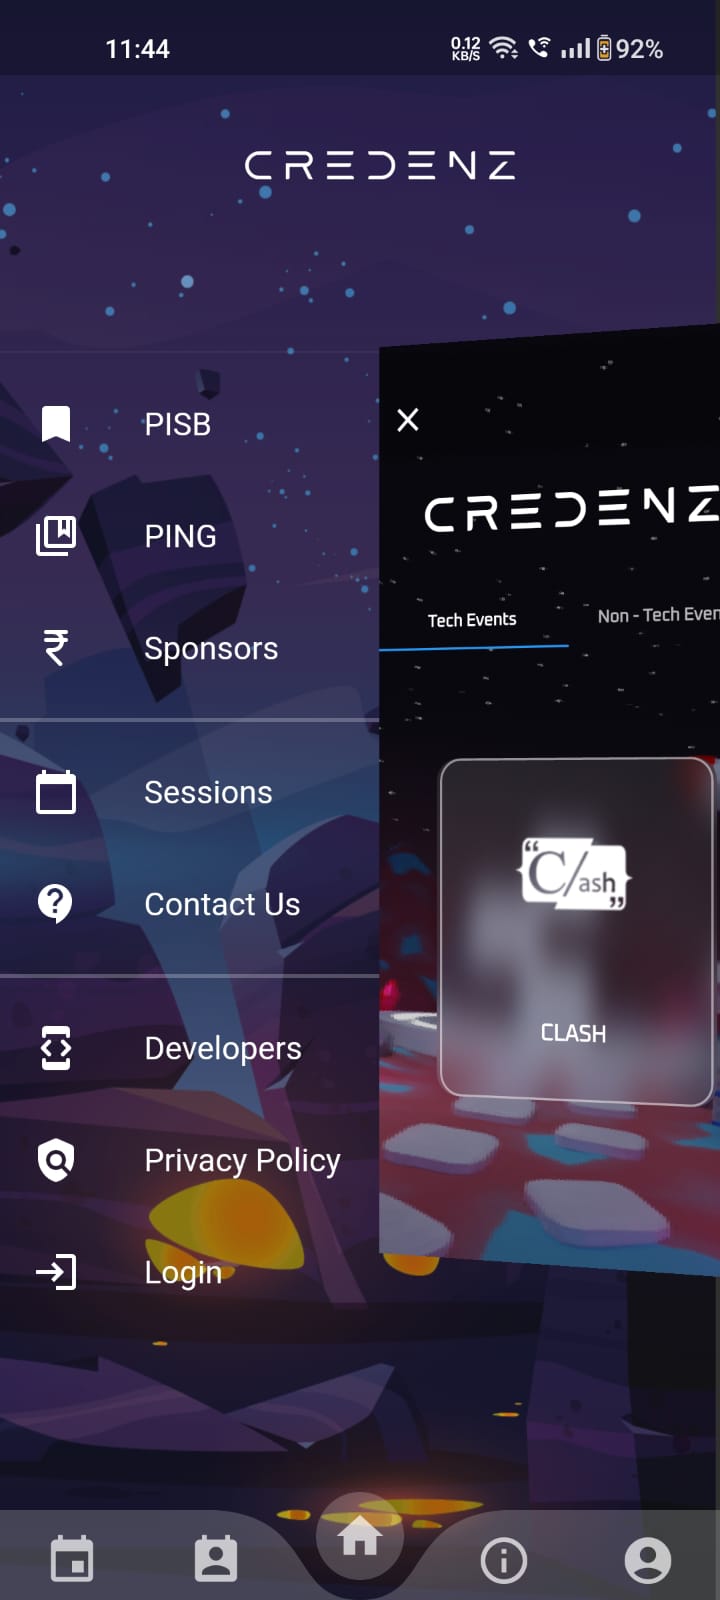 11:44
0.12
KB/S
92%
CREDENZ
PISB
PING
Sponsors
Sessions
Contact Us
Developers
Privacy Policy
Login
CREDENZ
Tech Events
Non - Tech Even
“C/ash”
CLASH